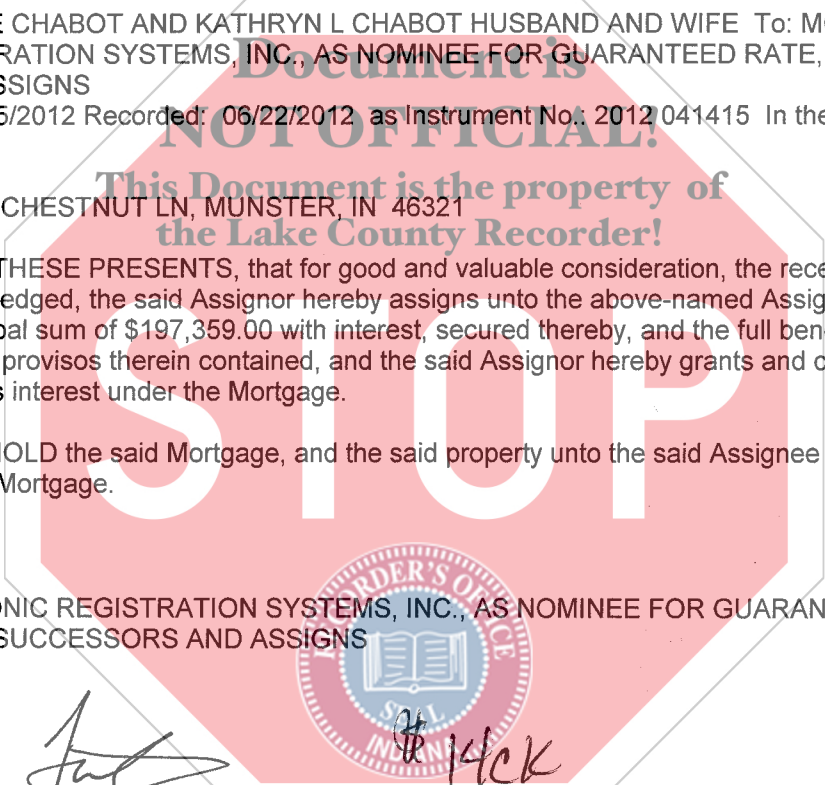 E CHABOT AND KATHRYN L CHABOT HUSBAND AND WIFE To: M
RATION SYSTEMS, INC., AS NOMINEE FOR GUARANTEED RATE,
SSIGNS
Document is
5/2012 Recorded: 06/22/2012 as Instrument No.: 2012 041415 In the
NOT OFFICIAL!
This Document is the property of
CHESTNUT LN, MUNSTER, IN 46321
the Lake County Recorder!
THESE PRESENTS, that for good and valuable consideration, the rece
edged, the said Assignor hereby assigns unto the above-named Assig
pal sum of $197,359.00 with interest, secured thereby, and the full ben
provisos therein contained, and the said Assignor hereby grants and c
s interest under the Mortgage.
STOP
OLD the said Mortgage, and the said property unto the said Assignee
Mortgage.
NIC REGISTRATION SYSTEMS, INC., AS NOMINEE FOR GUARAN
SUCCESSORS AND ASSIGNS
RECORDER'S OFFICE
SEAL
INDIANA
14CK